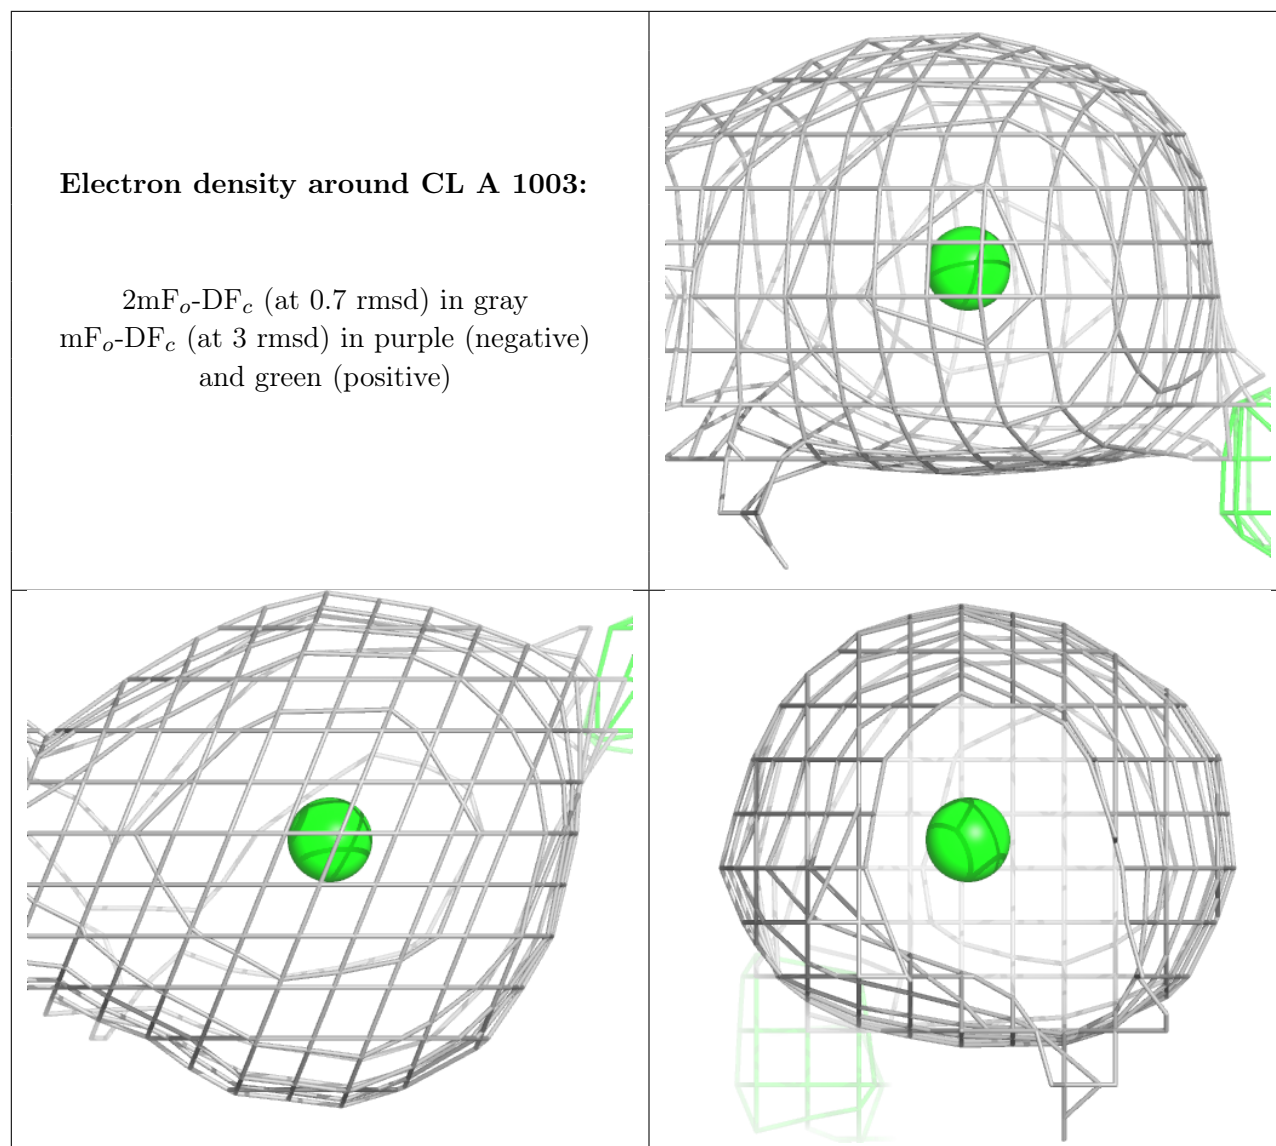 Electron density around CL A 1003:
2mFo-DFc (at 0.7 rmsd) in gray
mFo-DFc (at 3 rmsd) in purple (negative)
and green (positive)